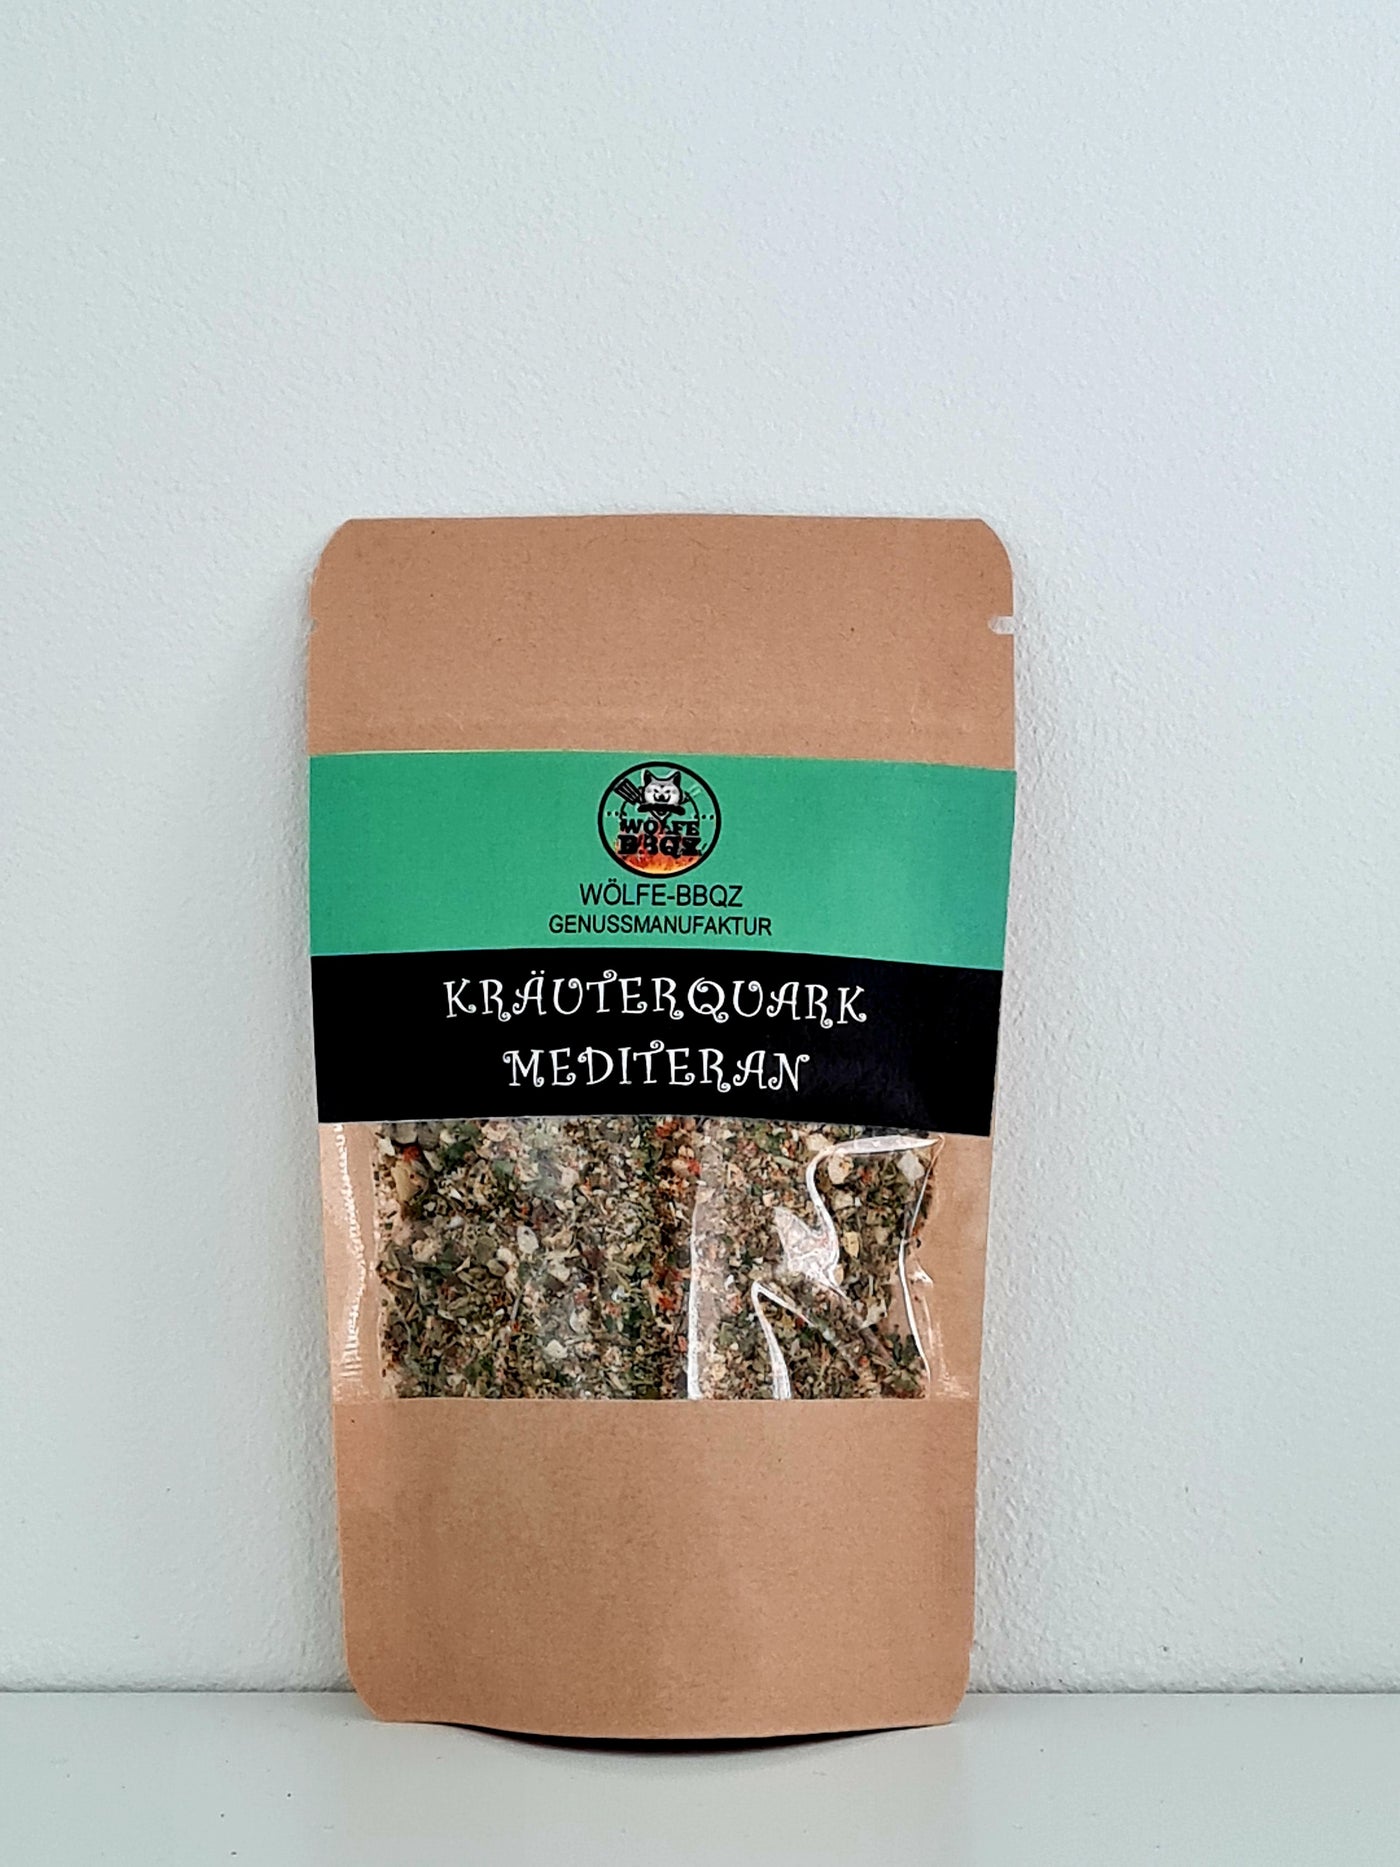 WÖLFE
BBQZ
WÖLFE-BBQZ
GENUSSMANUFAKTUR
KRÄUTERQUARK
MEDITERAN